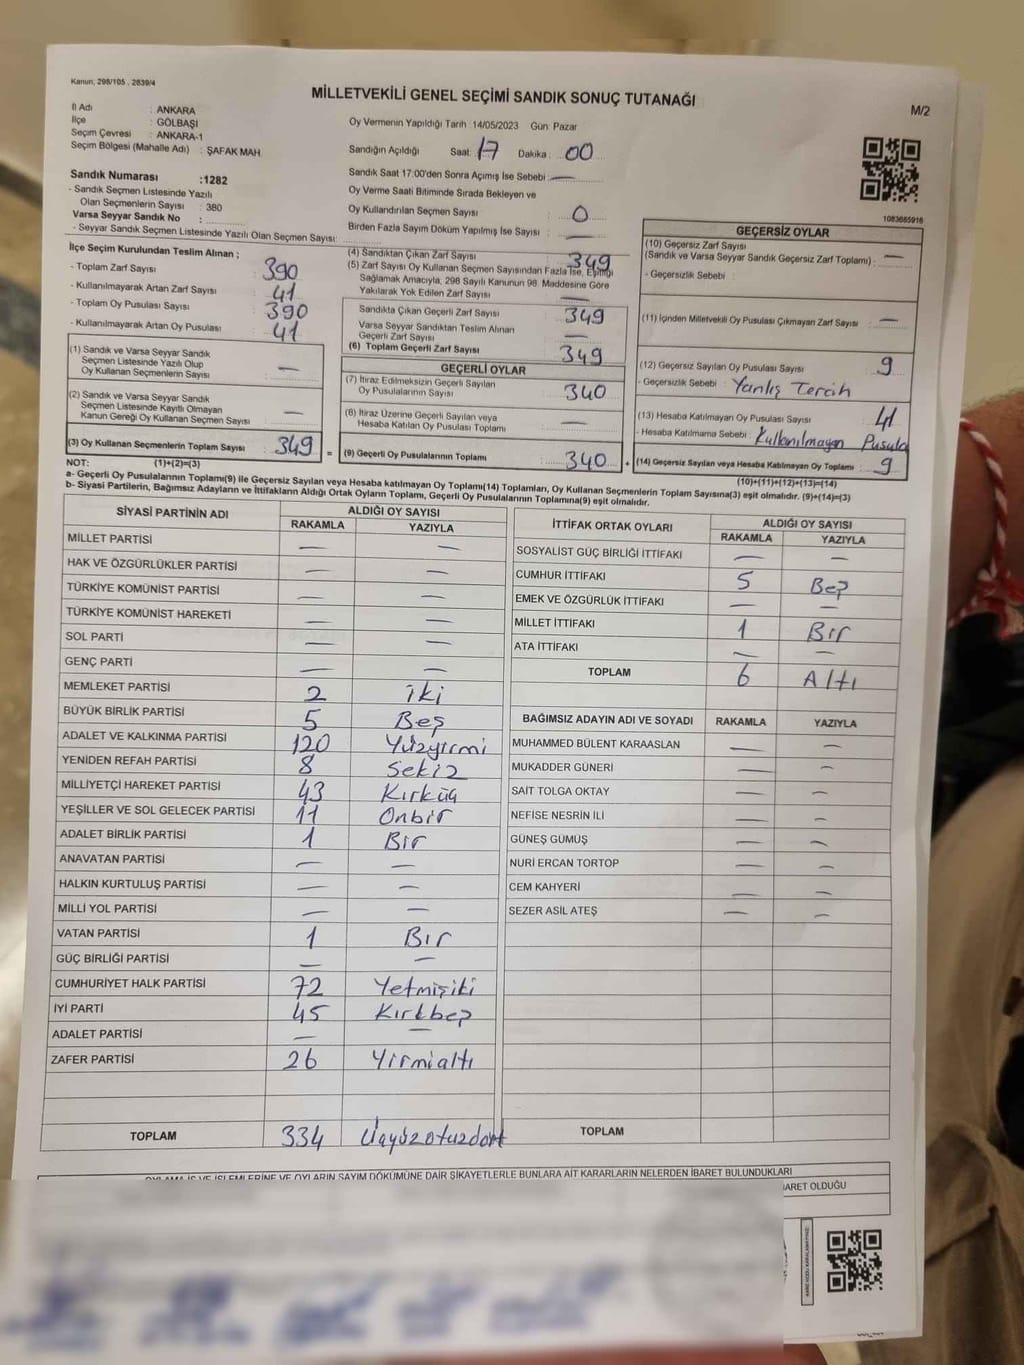 Kanun, 298/105 , 2839/4
MİLLETVEKİLİ GENEL SEÇİMİ SANDIK SONUÇ TUTANAĞI
M/2
İl Adı : ANKARA
İlçe : GÖLBAŞI
Seçim Çevresi : ANKARA-1
Seçim Bölgesi (Mahalle Adı) : ŞAFAK MAH.
Sandık Numarası :1282
- Sandık Seçmen Listesinde Yazılı
Olan Seçmenlerin Sayısı : 380
Varsa Seyyar Sandık No :
- Seyyar Sandık Seçmen Listesinde Yazılı Olan Seçmen Sayısı:
Oy Vermenin Yapıldığı Tarih :14/05/2023 Gün: Pazar
Sandığın Açıldığı Saat: 17 Dakika : 00
Sandık Saat 17.00'den Sonra Açımış İse Sebebi : —
Oy Verme Saati Bitiminde Sırada Bekleyen ve
Oy Kullandırılan Seçmen Sayısı : 0
Birden Fazla Sayım Döküm Yapılmış İse Sayısı : —
1083685916
İlçe Seçim Kurulundan Teslim Alınan ;
- Toplam Zarf Sayısı : 390
- Kullanılmayarak Artan Zarf Sayısı : 41
- Toplam Oy Pusulası Sayısı : 390
- Kullanılmayarak Artan Oy Pusulası : 41
(1) Sandık ve Varsa Seyyar Sandık
Seçmen Listesinde Yazılı Olup
Oy Kullanan Seçmenlerin Sayısı : —
(2) Sandık ve Varsa Seyyar Sandık
Seçmen Listesinde Kayıtlı Olmayan
Kanun Gereği Oy Kullanan Seçmen Sayısı : —
(3) Oy Kullanan Seçmenlerin Toplam Sayısı : 349 =
(4) Sandıktan Çıkan Zarf Sayısı : 349
(5) Zarf Sayısı Oy Kullanan Seçmen Sayısından Fazla İse, Eşitliği
Sağlamak Amacıyla, 298 Sayılı Kanunun 98. Maddesine Göre
Yakılarak Yok Edilen Zarf Sayısı : —
Sandıkta Çıkan Geçerli Zarf Sayısı : 349
Varsa Seyyar Sandıktan Teslim Alınan
Geçerli Zarf Sayısı : —
(6) Toplam Geçerli Zarf Sayısı : 349
GEÇERLİ OYLAR
(7) İtiraz Edilmeksizin Geçerli Sayılan
Oy Pusulalarının Sayısı : 340
(8) İtiraz Üzerine Geçerli Sayılan veya
Hesaba Katılan Oy Pusulası Toplamı : —
(9) Geçerli Oy Pusulalarının Toplamı : 340 +
GEÇERSİZ OYLAR
(10) Geçersiz Zarf Sayısı
(Sandık ve Varsa Seyyar Sandık Geçersiz Zarf Toplamı) : —
- Geçersizlik Sebebi :
(11) İçinden Milletvekili Oy Pusulası Çıkmayan Zarf Sayısı : —
(12) Geçersiz Sayılan Oy Pusulası Sayısı : 9
- Geçersizlik Sebebi : Yanlış Tercih
(13) Hesaba Katılmayan Oy Pusulası Sayısı : 41
- Hesaba Katılmama Sebebi : Kullanılmayan Pusula
(14) Geçersiz Sayılan veya Hesaba Katılmayan Oy Toplamı : 9
NOT: (1)+(2)=(3)
(10)+(11)+(12)+(13)=(14)
a- Geçerli Oy Pusulalarının Toplamı(9) ile Geçersiz Sayılan veya Hesaba katılmayan Oy Toplamı(14) Toplamları, Oy Kullanan Seçmenlerin Toplam Sayısına(3) eşit olmalıdır. (9)+(14)=(3)
b- Siyasi Partilerin, Bağımsız Adayların ve İttifakların Aldığı Ortak Oyların Toplamı, Geçerli Oy Pusulalarının Toplamına(9) eşit olmalıdır.
SİYASİ PARTİNİN ADI ALDIĞI OY SAYISI
RAKAMLA YAZIYLA
MİLLET PARTİSİ — —
HAK VE ÖZGÜRLÜKLER PARTİSİ — —
TÜRKİYE KOMÜNİST PARTİSİ — —
TÜRKİYE KOMÜNİST HAREKETİ — —
SOL PARTİ — —
GENÇ PARTİ — —
MEMLEKET PARTİSİ 2 iki
BÜYÜK BİRLİK PARTİSİ 5 Beş
ADALET VE KALKINMA PARTİSİ 120 Yüzyirmi
YENİDEN REFAH PARTİSİ 8 Sekiz
MİLLİYETÇİ HAREKET PARTİSİ 43 Kırküç
YEŞİLLER VE SOL GELECEK PARTİSİ 11 Onbir
ADALET BİRLİK PARTİSİ 1 Bir
ANAVATAN PARTİSİ — —
HALKIN KURTULUŞ PARTİSİ — —
MİLLİ YOL PARTİSİ — —
VATAN PARTİSİ 1 Bir
GÜÇ BİRLİĞİ PARTİSİ — —
CUMHURİYET HALK PARTİSİ 72 Yetmişiki
İYİ PARTİ 45 Kırkbeş
ADALET PARTİSİ — —
ZAFER PARTİSİ 26 Yirmialtı
TOPLAM 334 Üçyüzotuzdört
İTTİFAK ORTAK OYLARI ALDIĞI OY SAYISI
RAKAMLA YAZIYLA
SOSYALİST GÜÇ BİRLİĞİ İTTİFAKI — —
CUMHUR İTTİFAKI 5 Beş
EMEK VE ÖZGÜRLÜK İTTİFAKI — —
MİLLET İTTİFAKI 1 Bir
ATA İTTİFAKI — —
TOPLAM 6 Altı
BAĞIMSIZ ADAYIN ADI VE SOYADI RAKAMLA YAZIYLA
MUHAMMED BÜLENT KARAASLAN — —
MUKADDER GÜNERİ — —
SAİT TOLGA OKTAY — —
NEFİSE NESRİN İLİ — —
GÜNEŞ GÜMÜŞ — —
NURİ ERCAN TORTOP — —
CEM KAHYERİ — —
SEZER ASİL ATEŞ — —
TOPLAM
OYLAMA İŞ VE İŞLEMLERİNE VE OYLARIN SAYIM DÖKÜMÜNE DAİR ŞİKAYETLERLE BUNLARA AİT KARARLARIN NELERDEN İBARET BULUNDUKLARI
BARET OLDUĞU